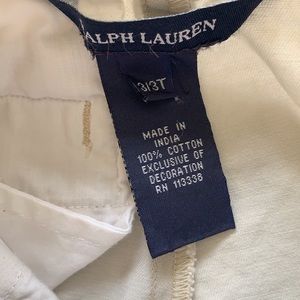 RALPH LAUREN
3/3T
MADE IN
INDIA
100% COTTON
EXCLUSIVE OF
DECORATION
RN 113338